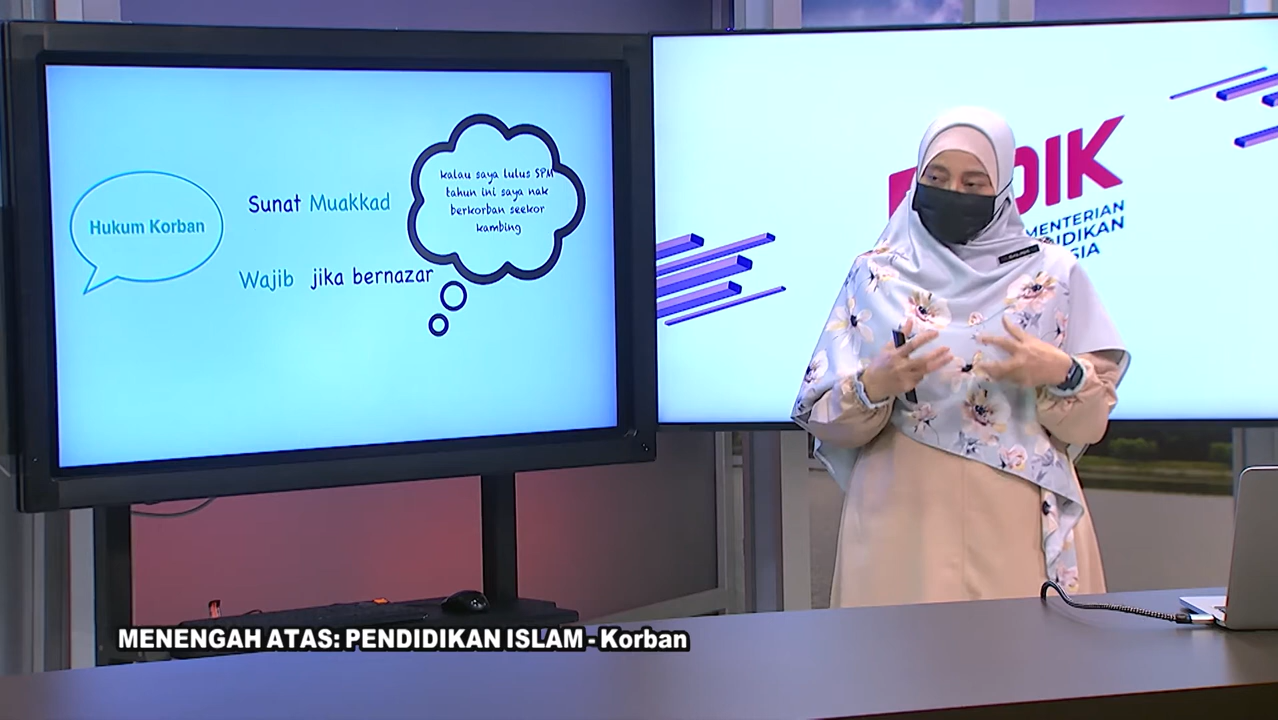 Hukum Korban
Sunat Muakkad
Wajib jika bernazar
kalau saya lulus SPM
tahun ini saya nak
berkorban seekor
kambing
DIK
MENTERIAN
DIDIKAN
SIA
MENENGAH ATAS: PENDIDIKAN ISLAM - Korban